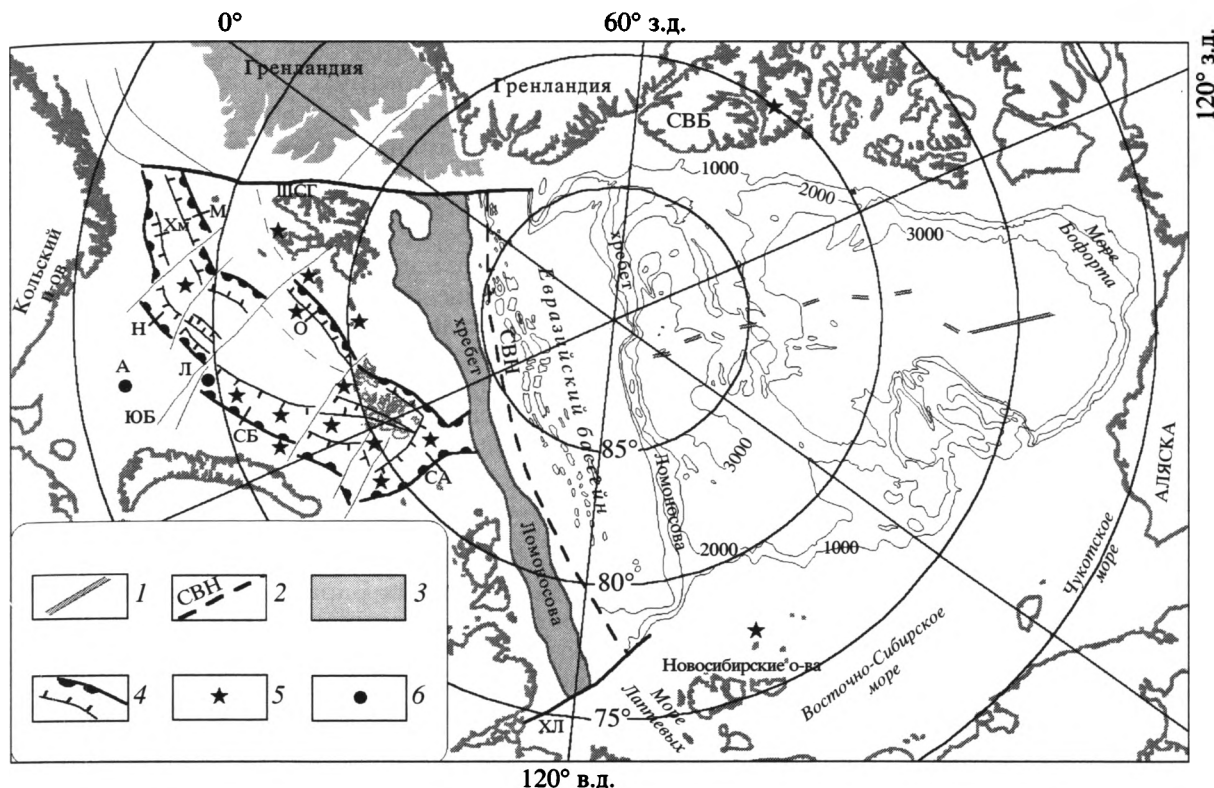 0°
60° з.д.
120° з.д.
Гренландия
Гренландия
СВБ
1000
2000
3000
Море
Бофорта
ШСГ
М
Хм
Кольский
п-ов
хребет
хребет
Евразийский бассейн
СВН
Н
О
А
Л
ЮБ
СБ
СА
85°
3000
Ломоносова
Ломоносова
АЛЯСКА
2000
1000
80°
Чукотское
море
Новосибирские о-ва
Восточно-Сибирское
море
Море
Лаптевых
75°
ХЛ
120° в.д.
1
СВН
2
3
4
5
6